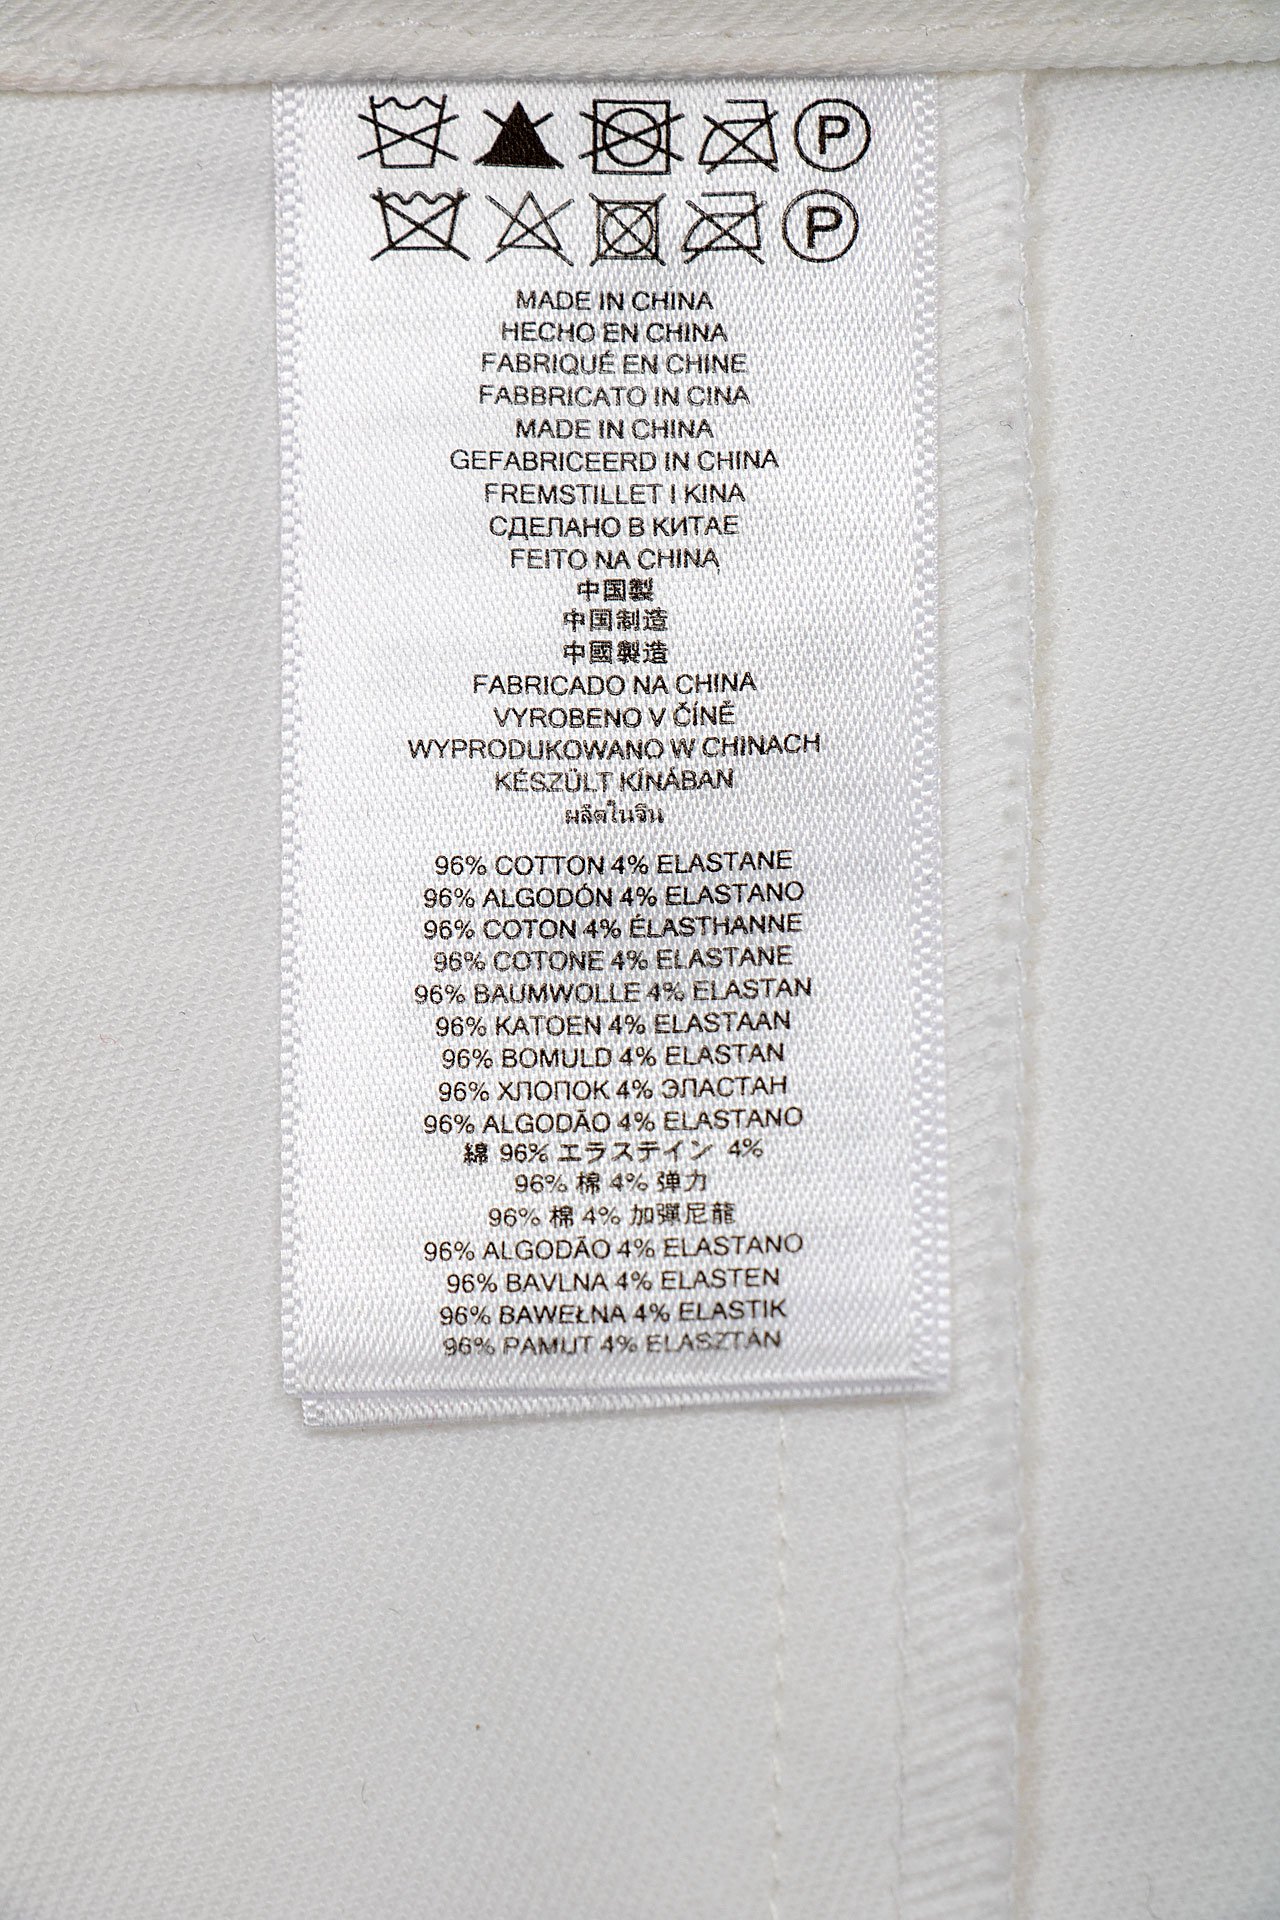 P
P
MADE IN CHINA
HECHO EN CHINA
FABRIQUÉ EN CHINE
FABBRICATO IN CINA
MADE IN CHINA
GEFABRICEERD IN CHINA
FREMSTILLET I KINA
СДЕЛАНО В КИТАЕ
FEITO NA CHINA
中国製
中国制造
中國製造
FABRICADO NA CHINA
VYROBENO V ČÍNĚ
WYPRODUKOWANO W CHINACH
KÉSZÜLT KÍNÁBAN
ผลิตในจีน
96% COTTON 4% ELASTANE
96% ALGODÓN 4% ELASTANO
96% COTON 4% ÉLASTHANNE
96% COTONE 4% ELASTANE
96% BAUMWOLLE 4% ELASTAN
96% KATOEN 4% ELASTAAN
96% BOMULD 4% ELASTAN
96% ХЛОПОК 4% ЭЛАСТАН
96% ALGODÃO 4% ELASTANO
綿 96% エラステイン 4%
96% 棉 4% 弹力
96% 棉 4% 加彈尼龍
96% ALGODÃO 4% ELASTANO
96% BAVLNA 4% ELASTEN
96% BAWEŁNA 4% ELASTIK
96% PAMUT 4% ELASZTÁN